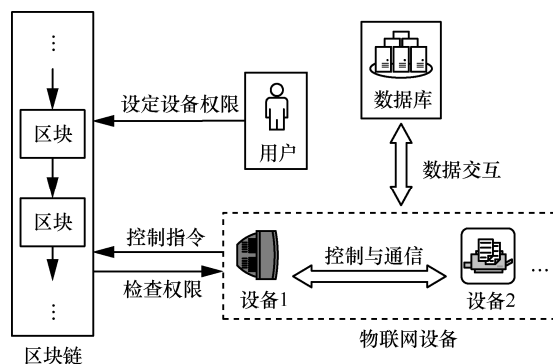 ⋮
设定设备权限
数据库
区块
用户
数据交互
区块
控制指令
控制与通信
检查权限
设备1
设备2
…
⋮
物联网设备
区块链